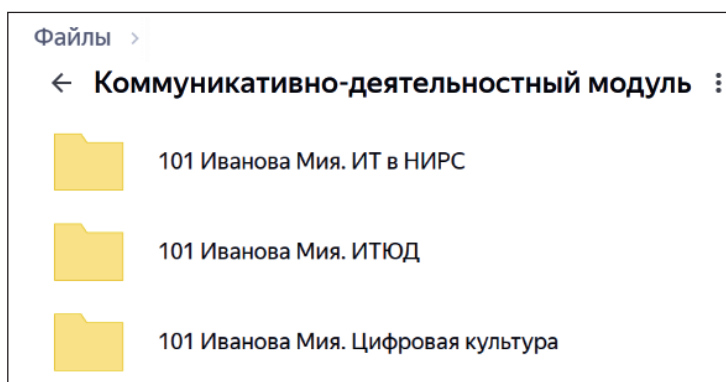 Файлы >
← Коммуникативно-деятельностный модуль ⋮
101 Иванова Мия. ИТ в НИРС
101 Иванова Мия. ИТЮД
101 Иванова Мия. Цифровая культура